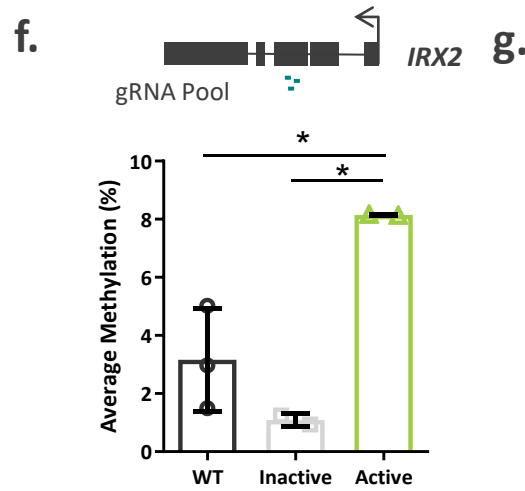 f.
IRX2
g.
gRNA Pool
*
*
Average Methylation (%)
10
8
6
4
2
0
WT Inactive Active